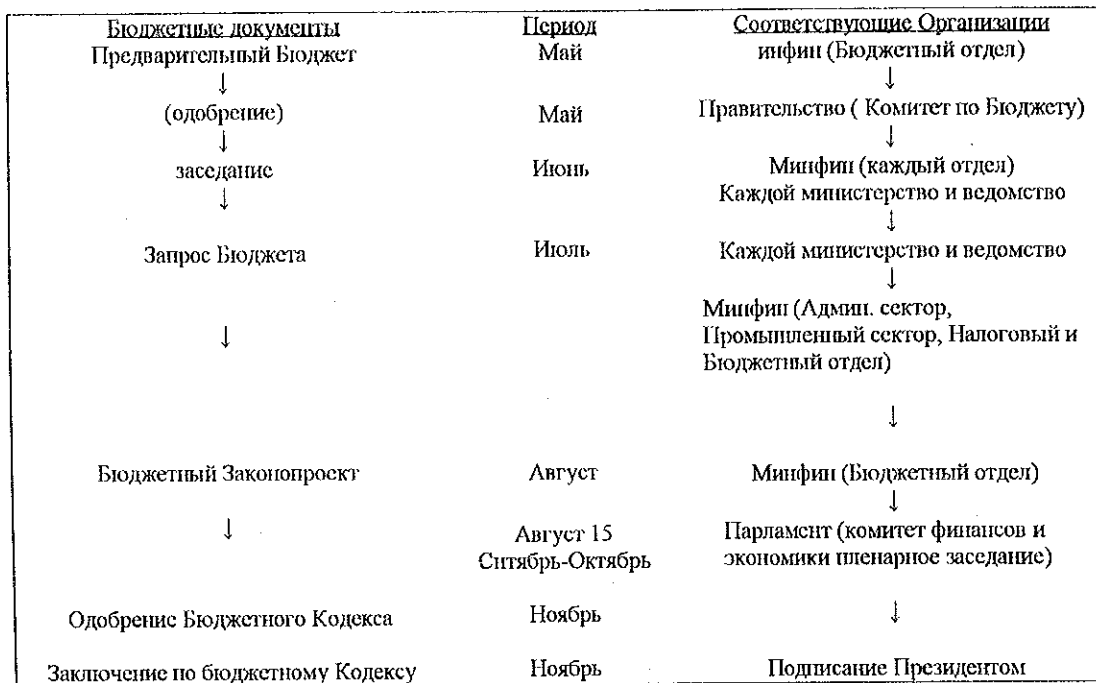 Бюджетные документы Период Соответствующие Организации
Предварительный Бюджет Май инфин (Бюджетный отдел)
↓ ↓
(одобрение) Май Правительство ( Комитет по Бюджету)
↓ ↓
заседание Июнь Минфин (каждый отдел)
↓ Каждой министерство и ведомство
↓
Запрос Бюджета Июль Каждой министерство и ведомство
↓
Минфин (Админ. сектор,
↓ Промышленный сектор, Налоговый и
Бюджетный отдел)
↓
Бюджетный Законопроект Август Минфин (Бюджетный отдел)
↓
↓ Август 15 Парламент (комитет финансов и
Снтябрь-Октябрь экономики пленарное заседание)
Одобрение Бюджетного Кодекса Ноябрь ↓
Заключение по бюджетному Кодексу Ноябрь Подписание Президентом